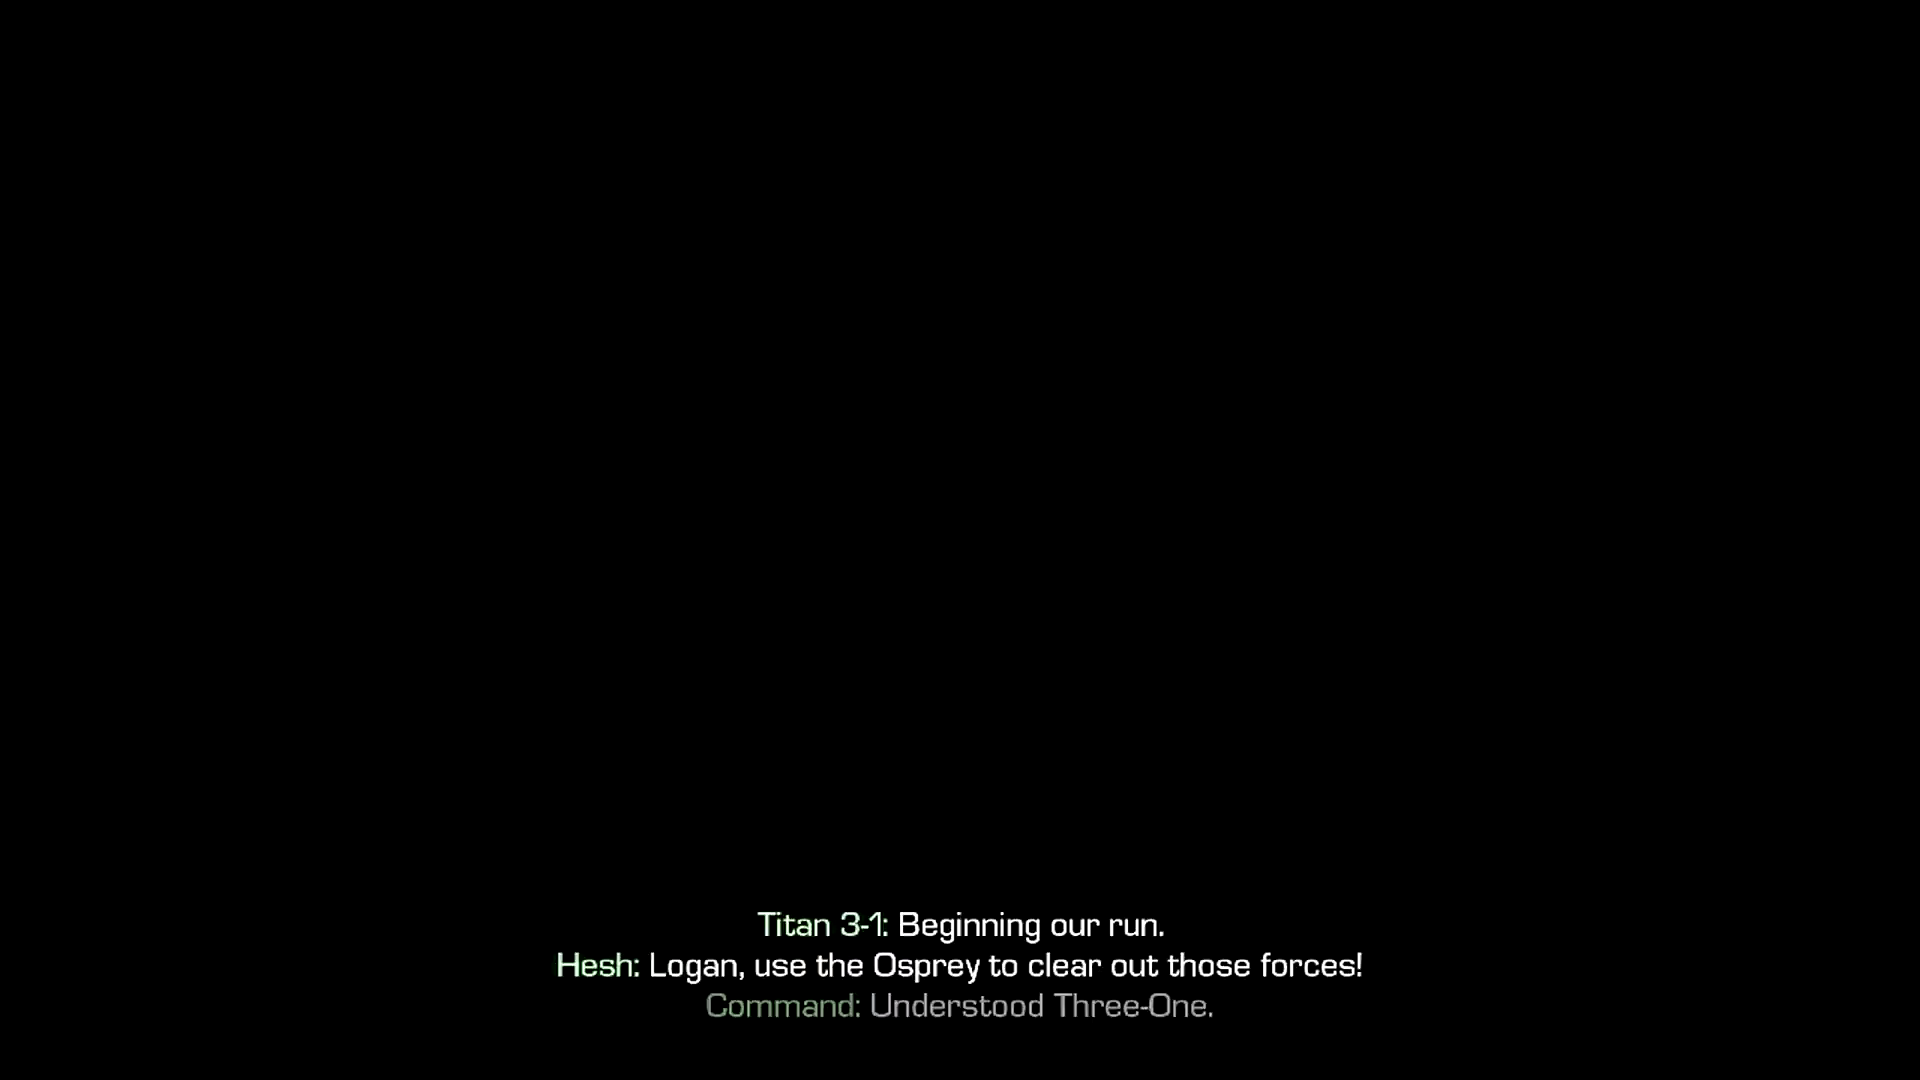 Titan 3-1: Beginning our run.
Hesh: Logan, use the Osprey to clear out those forces!
Command: Understood Three-One.